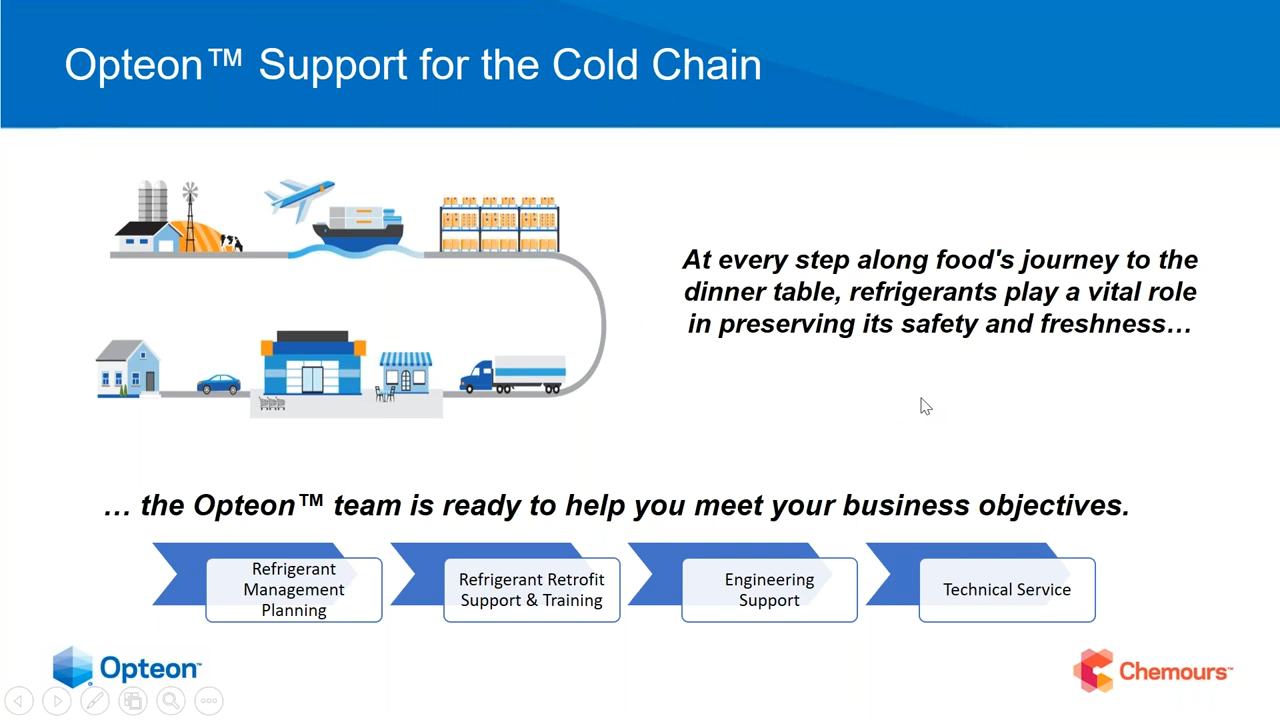 Opteon™ Support for the Cold Chain
At every step along food's journey to the
dinner table, refrigerants play a vital role
in preserving its safety and freshness…
… the Opteon™ team is ready to help you meet your business objectives.
Refrigerant
Management
Planning
Refrigerant Retrofit
Support & Training
Engineering
Support
Technical Service
Opteon™
Chemours™